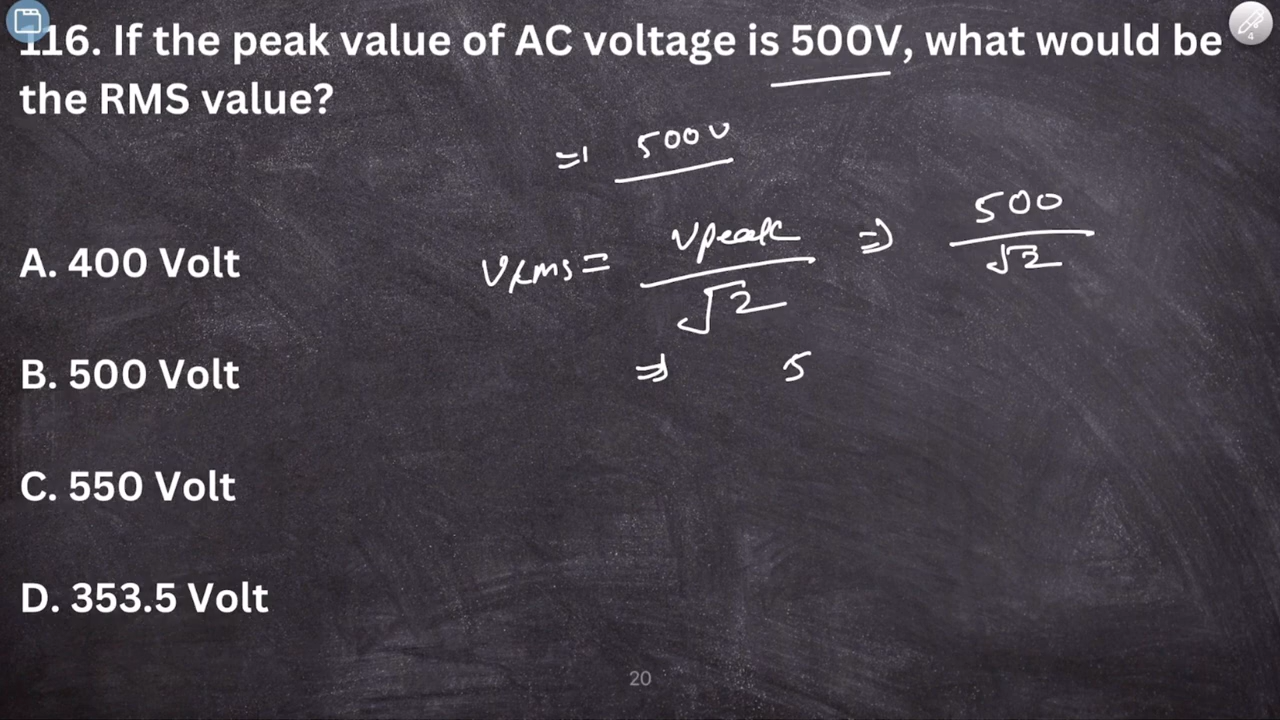 116. If the peak value of AC voltage is 500V, what would be
the RMS value?
⇒ 500V
Vrms = Vpeak / √2 ⇒ 500 / √2
⇒ 5
A. 400 Volt
B. 500 Volt
C. 550 Volt
D. 353.5 Volt
20
4